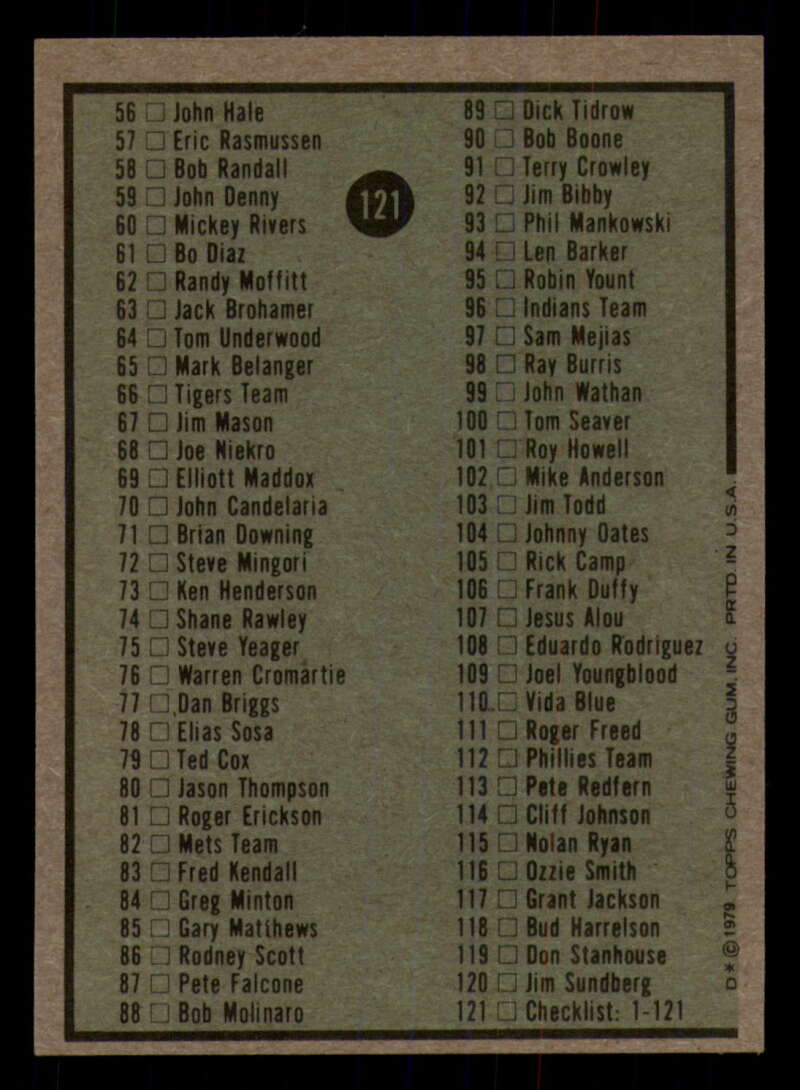 56 John Hale
57 Eric Rasmussen
58 Bob Randall
59 John Denny
60 Mickey Rivers
61 Bo Diaz
62 Randy Moffitt
63 Jack Brohamer
64 Tom Underwood
65 Mark Belanger
66 Tigers Team
67 Jim Mason
68 Joe Niekro
69 Elliott Maddox
70 John Candelaria
71 Brian Downing
72 Steve Mingori
73 Ken Henderson
74 Shane Rawley
75 Steve Yeager
76 Warren Cromartie
77 Dan Briggs
78 Elias Sosa
79 Ted Cox
80 Jason Thompson
81 Roger Erickson
82 Mets Team
83 Fred Kendall
84 Greg Minton
85 Gary Matthews
86 Rodney Scott
87 Pete Falcone
88 Bob Molinaro
121
89 Dick Tidrow
90 Bob Boone
91 Terry Crowley
92 Jim Bibby
93 Phil Mankowski
94 Len Barker
95 Robin Yount
96 Indians Team
97 Sam Mejias
98 Ray Burris
99 John Wathan
100 Tom Seaver
101 Roy Howell
102 Mike Anderson
103 Jim Todd
104 Johnny Oates
105 Rick Camp
106 Frank Duffy
107 Jesus Alou
108 Eduardo Rodriguez
109 Joel Youngblood
110 Vida Blue
111 Roger Freed
112 Phillies Team
113 Pete Redfern
114 Cliff Johnson
115 Nolan Ryan
116 Ozzie Smith
117 Grant Jackson
118 Bud Harrelson
119 Don Stanhouse
120 Jim Sundberg
121 Checklist: 1-121
D*©1979 TOPPS CHEWING GUM, INC. PRTD. IN U.S.A.